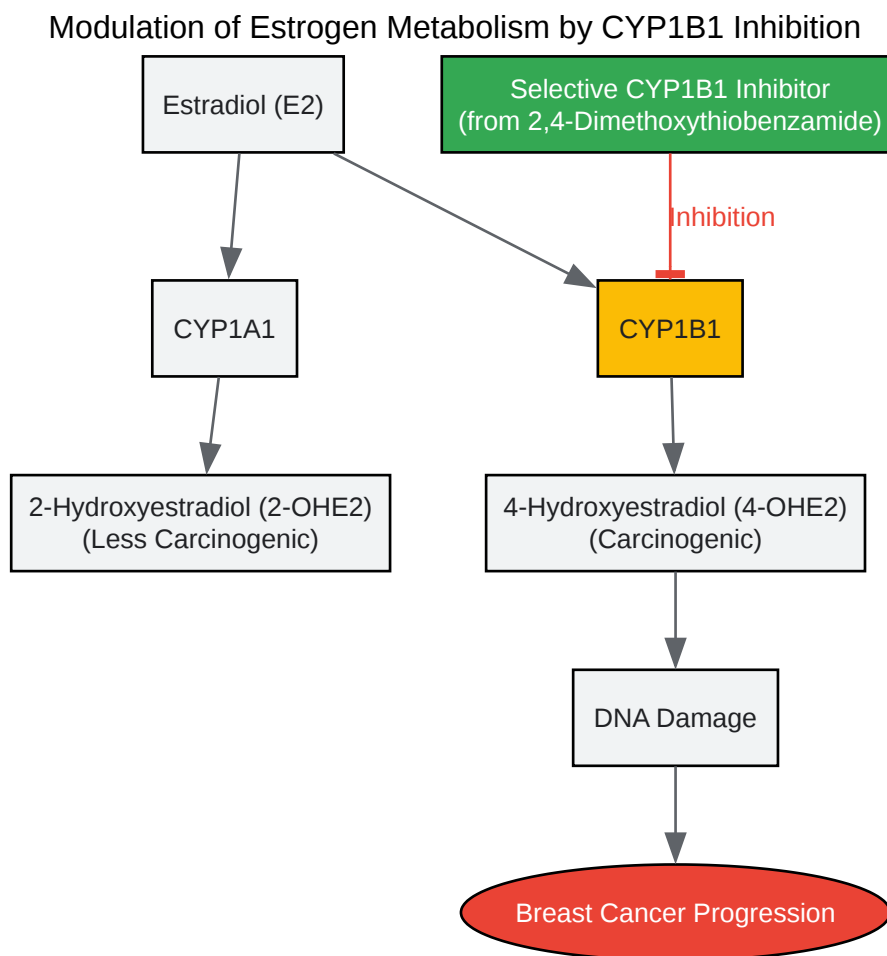 Modulation of Estrogen Metabolism by CYP1B1 Inhibition
Estradiol (E2)
Selective CYP1B1 Inhibitor
(from 2,4-Dimethoxythiobenzamide)
Inhibition
CYP1A1
CYP1B1
2-Hydroxyestradiol (2-OHE2)
(Less Carcinogenic)
4-Hydroxyestradiol (4-OHE2)
(Carcinogenic)
DNA Damage
Breast Cancer Progression